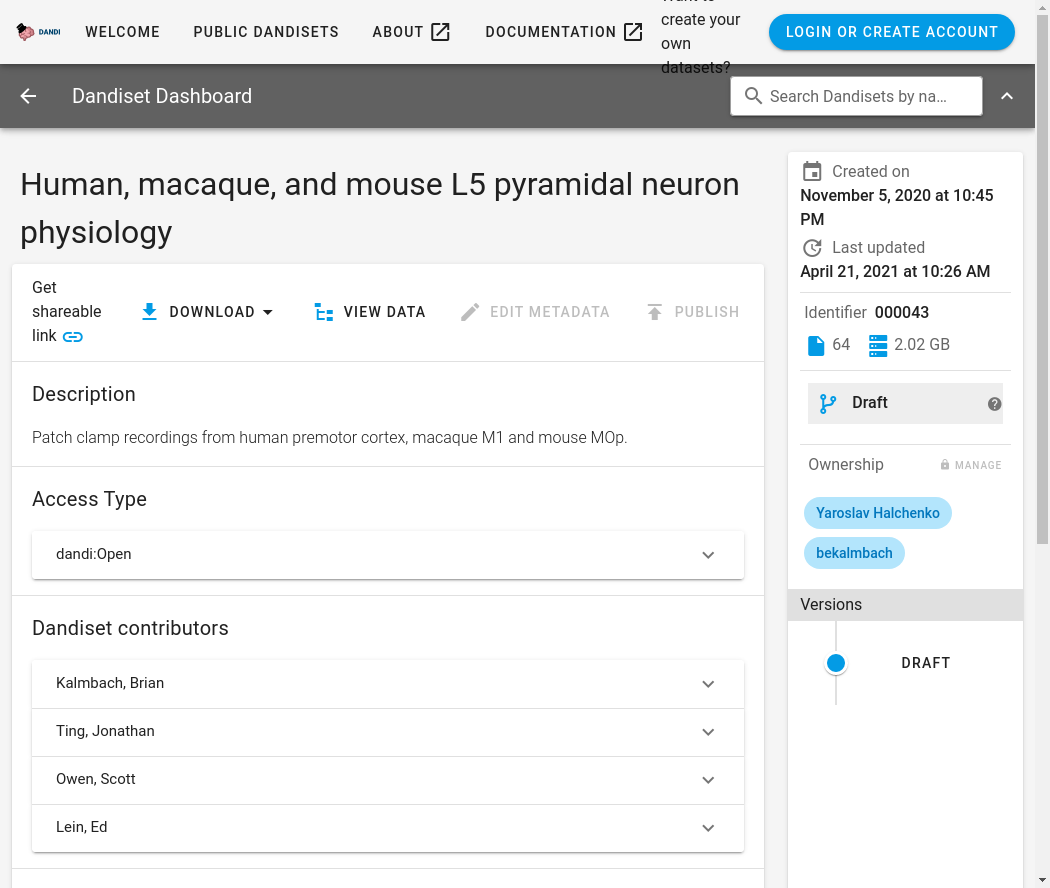 DANDI
WELCOME
PUBLIC DANDISETS
ABOUT
DOCUMENTATION
create your
own
datasets?
LOGIN OR CREATE ACCOUNT
Dandiset Dashboard
Search Dandisets by na...
Human, macaque, and mouse L5 pyramidal neuron
physiology
Get
shareable
link
DOWNLOAD
VIEW DATA
EDIT METADATA
PUBLISH
Description
Patch clamp recordings from human premotor cortex, macaque M1 and mouse MOp.
Access Type
dandi:Open
Dandiset contributors
Kalmbach, Brian
Ting, Jonathan
Owen, Scott
Lein, Ed
Created on
November 5, 2020 at 10:45
PM
Last updated
April 21, 2021 at 10:26 AM
Identifier 000043
64
2.02 GB
Draft
?
Ownership
MANAGE
Yaroslav Halchenko
bekalmbach
Versions
DRAFT